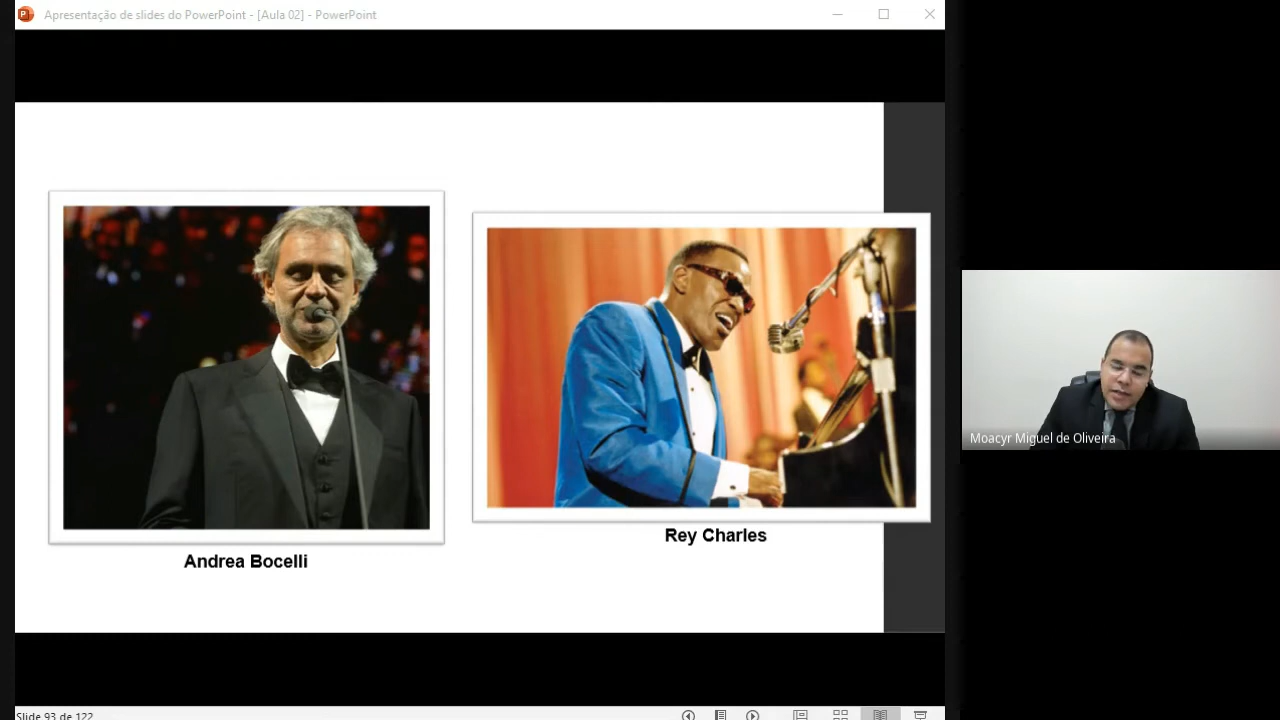 Apresentação de slides do PowerPoint - [Aula 02] - PowerPoint
Rey Charles
Andrea Bocelli
Moacyr Miguel de Oliveira
Slide 93 de 122